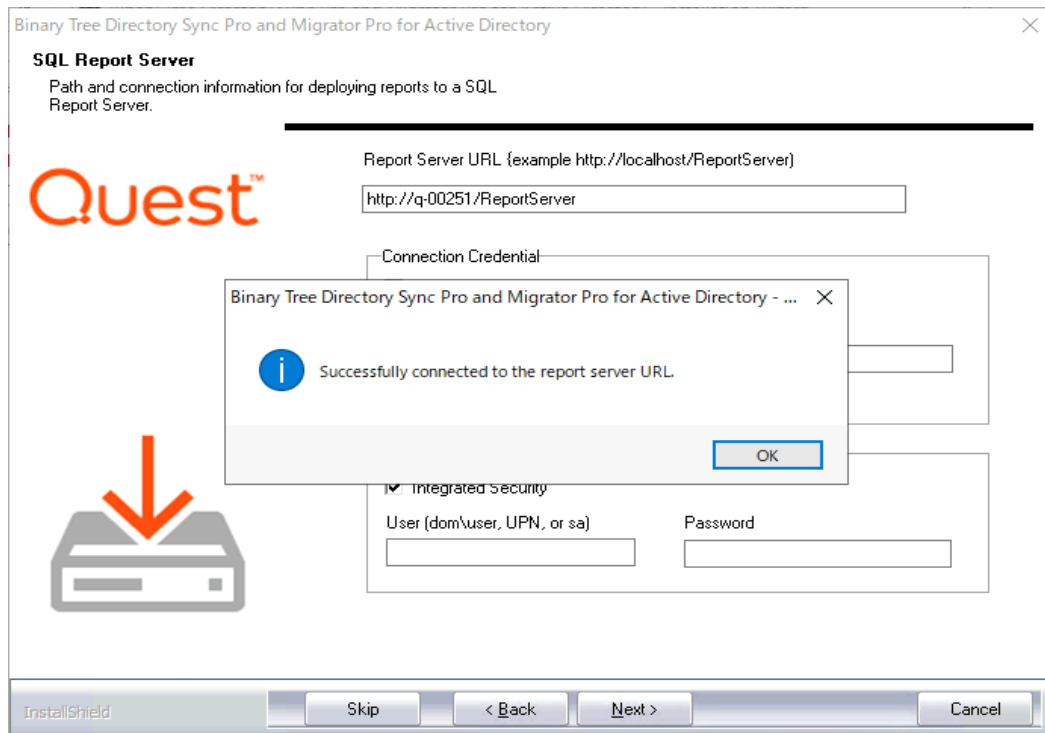 Binary Tree Directory Sync Pro and Migrator Pro for Active Directory
SQL Report Server
Path and connection information for deploying reports to a SQL
Report Server.
Quest™
Report Server URL (example http://localhost/ReportServer)
http://q-00251/ReportServer
Connection Credential
Binary Tree Directory Sync Pro and Migrator Pro for Active Directory - ...
Successfully connected to the report server URL.
OK
Integrated Security
User (dom\user, UPN, or sa)
Password
InstallShield
Skip
< Back
Next >
Cancel